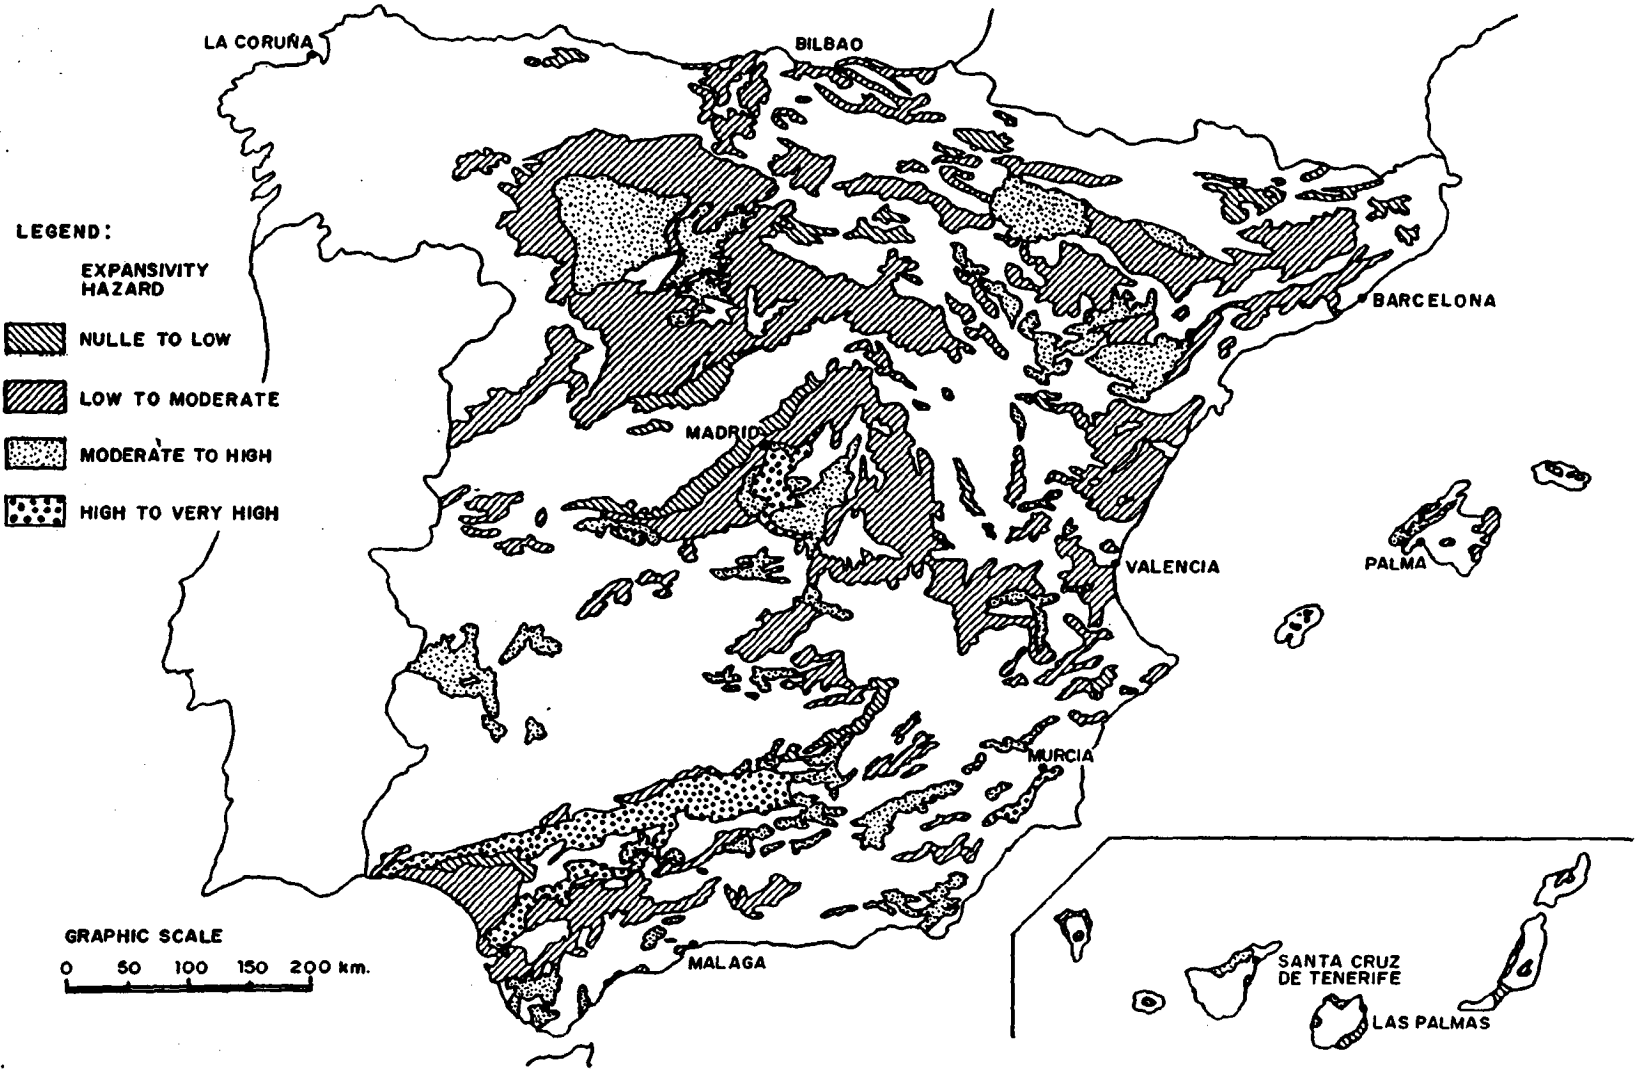 LA CORUÑA
BILBAO
LEGEND:
EXPANSIVITY
HAZARD
NULLE TO LOW
LOW TO MODERATE
MODERATE TO HIGH
HIGH TO VERY HIGH
BARCELONA
MADRID
PALMA
VALENCIA
MURCIA
GRAPHIC SCALE
0 50 100 150 200 km.
MALAGA
SANTA CRUZ
DE TENERIFE
LAS PALMAS